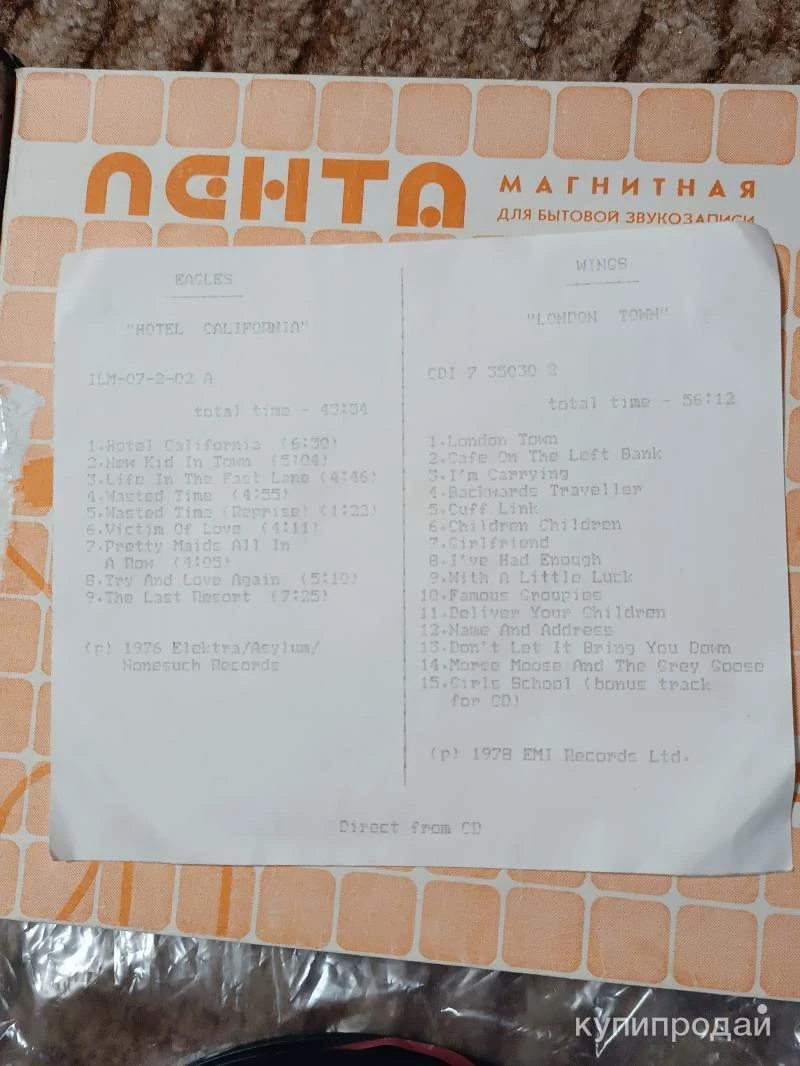 ЛЕНТА
МАГНИТНАЯ
ДЛЯ БЫТОВОЙ ЗВУКОЗАПИСИ
EAGLES
"HOTEL CALIFORNIA"
ILM-07-2-02 A
total time - 43:34
1.Hotel California (6:30)
2.New Kid In Town (5:04)
3.Life In The Fast Lane (4:46)
4.Wasted Time (4:55)
5.Wasted Time (Reprise) (1:22)
6.Victim Of Love (4:11)
7.Pretty Maids All In
A Row (4:05)
8.Try And Love Again (5:10)
9.The Last Resort (7:25)
(p) 1976 Elektra/Asylum/
Nonesuch Records
WINGS
"LONDON TOWN"
CDI 7 35030 2
total time - 56:12
1.London Town
2.Cafe On The Left Bank
3.I'm Carrying
4.Backwards Traveller
5.Cuff Link
6.Children Children
7.Girlfriend
8.I've Had Enough
9.With A Little Luck
10.Famous Groupies
11.Deliver Your Children
12.Name And Address
13.Don't Let It Bring You Down
14.Morse Moose And The Grey Goose
15.Girls School (bonus track
for CD)
(p) 1978 EMI Records Ltd.
Direct from CD
купипродай